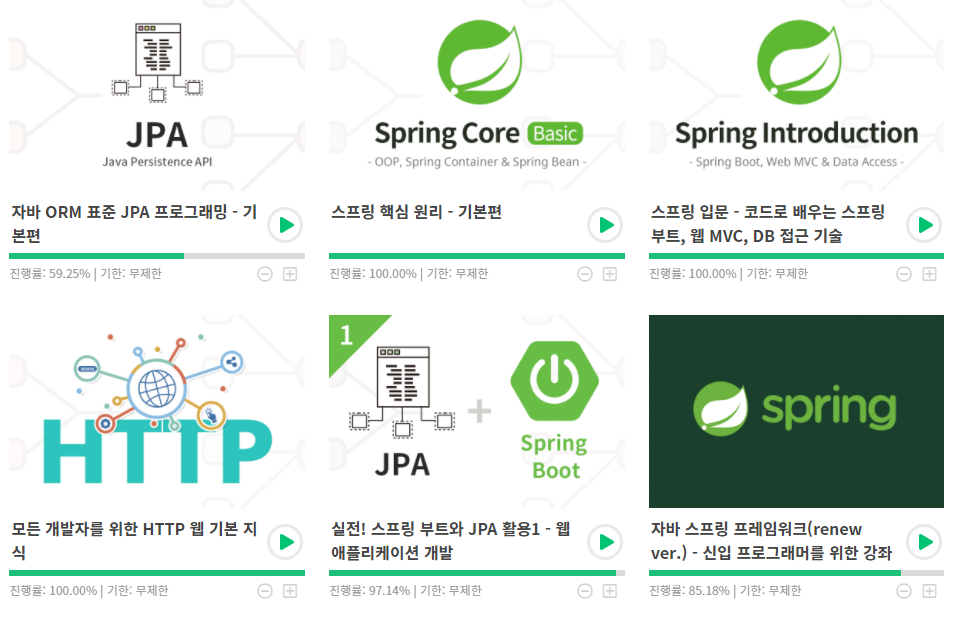 JPA
Java Persistence API
자바 ORM 표준 JPA 프로그래밍 - 기
본편
진행률: 59.25% | 기한: 무제한
Spring Core Basic
- OOP, Spring Container & Spring Bean -
스프링 핵심 원리 - 기본편
진행률: 100.00% | 기한: 무제한
Spring Introduction
- Spring Boot, Web MVC & Data Access -
스프링 입문 - 코드로 배우는 스프링
부트, 웹 MVC, DB 접근 기술
진행률: 100.00% | 기한: 무제한
www
HTTP
모든 개발자를 위한 HTTP 웹 기본 지
식
진행률: 100.00% | 기한: 무제한
1
JPA
+
Spring
Boot
실전! 스프링 부트와 JPA 활용1 - 웹
애플리케이션 개발
진행률: 97.14% | 기한: 무제한
spring
자바 스프링 프레임워크(renew
ver.) - 신입 프로그래머를 위한 강좌
진행률: 85.18% | 기한: 무제한